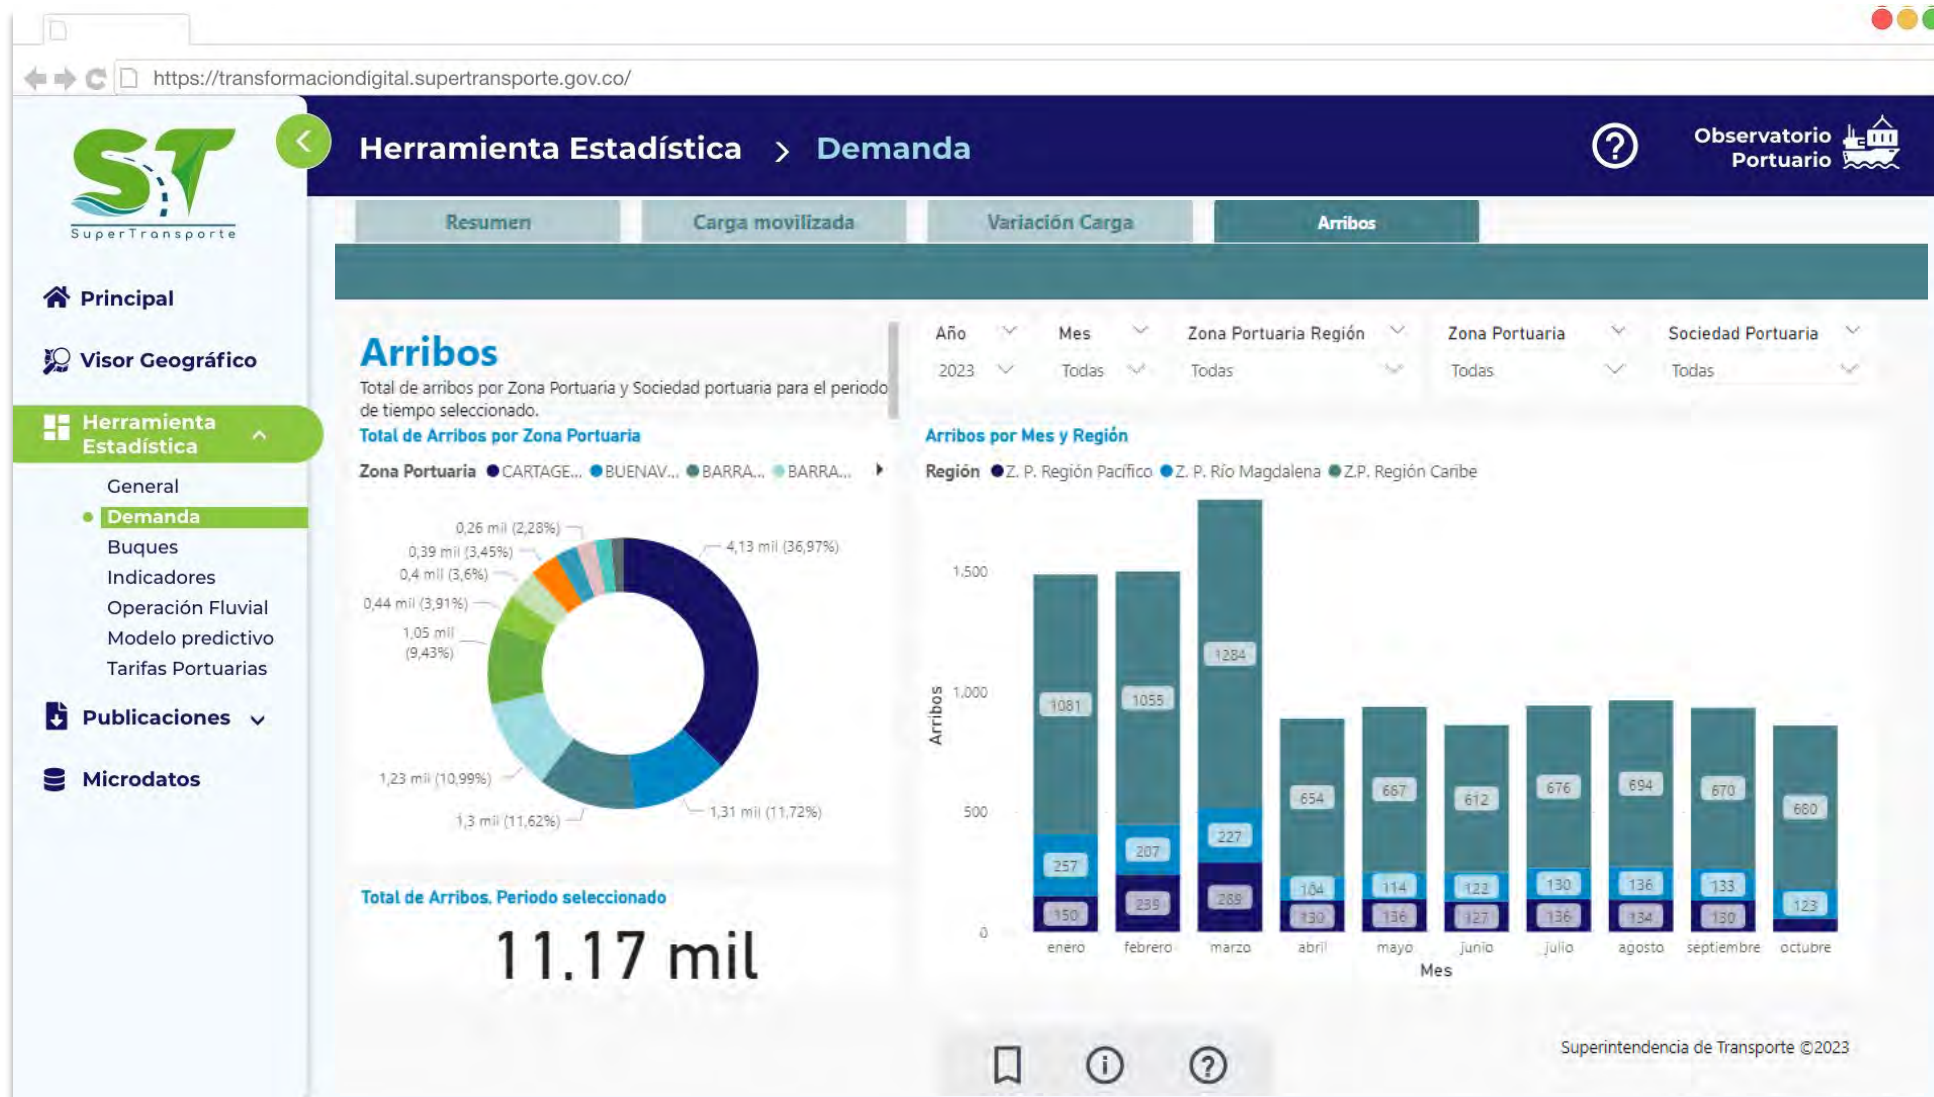 https://transformaciondigital.supertransporte.gov.co/
ST
SuperTransporte
Herramienta Estadística > Demanda
Observatorio
Portuario
Principal
Visor Geográfico
Herramienta
Estadística
General
Demanda
Buques
Indicadores
Operación Fluvial
Modelo predictivo
Tarifas Portuarias
Publicaciones
Microdatos
Resumen
Carga movilizada
Variación Carga
Arribos
Arribos
Total de arribos por Zona Portuaria y Sociedad portuaria para el periodo
de tiempo seleccionado.
Año
2023
Mes
Todas
Zona Portuaria Región
Todas
Zona Portuaria
Todas
Sociedad Portuaria
Todas
Total de Arribos por Zona Portuaria
Zona Portuaria CARTAGE... BUENAV... BARRA... BARRA...
0,26 mil (2,28%)
0,39 mil (3,45%)
0,4 mil (3,6%)
0,44 mil (3,91%)
1,05 mil
(9,43%)
1,23 mil (10,99%)
1,3 mil (11,62%)
1,31 mil (11,72%)
4,13 mil (36,97%)
Total de Arribos. Periodo seleccionado
11,17 mil
Arribos por Mes y Región
Región Z. P. Región Pacífico Z. P. Río Magdalena Z.P. Región Caribe
Arribos
1.500
1.000
500
0
1081
257
150
1055
207
239
1284
227
289
654
104
130
667
114
136
612
122
127
676
130
136
694
136
134
670
133
130
680
123
enero febrero marzo abril mayo junio julio agosto septiembre octubre
Mes
Superintendencia de Transporte ©2023